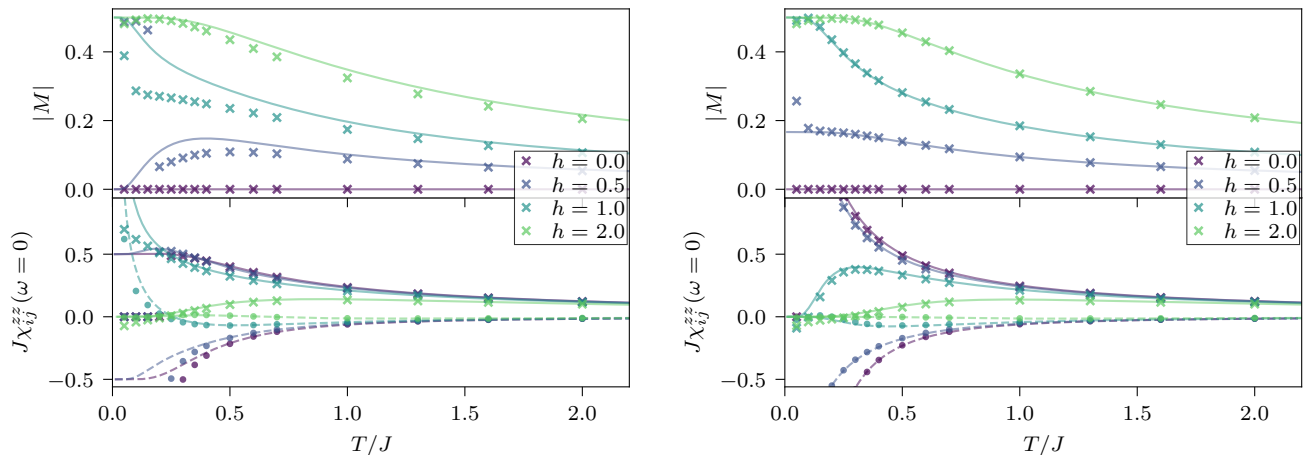 |M|
0.4
0.2
0.0
h = 0.0
h = 0.5
h = 1.0
h = 2.0
Jχ_{ij}^{zz}(ω = 0)
0.5
0.0
−0.5
0.0 0.5 1.0 1.5 2.0
T/J
|M|
0.4
0.2
0.0
h = 0.0
h = 0.5
h = 1.0
h = 2.0
Jχ_{ij}^{zz}(ω = 0)
0.5
0.0
−0.5
0.0 0.5 1.0 1.5 2.0
T/J